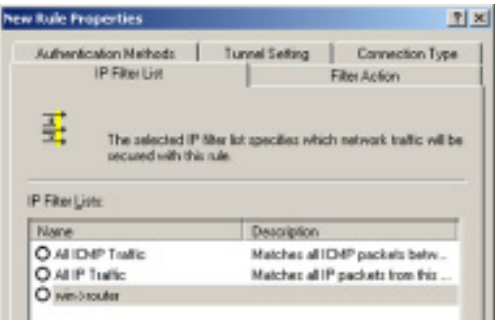 New Rule Properties
Authentication Methods Tunnel Setting Connection Type
IP Filter List Filter Action
The selected IP filter list specifies which network traffic will be
secured with this rule.
IP Filter Lists:
Name Description
All ICMP Traffic Matches all ICMP packets betw...
All IP Traffic Matches all IP packets from this ...
win->router